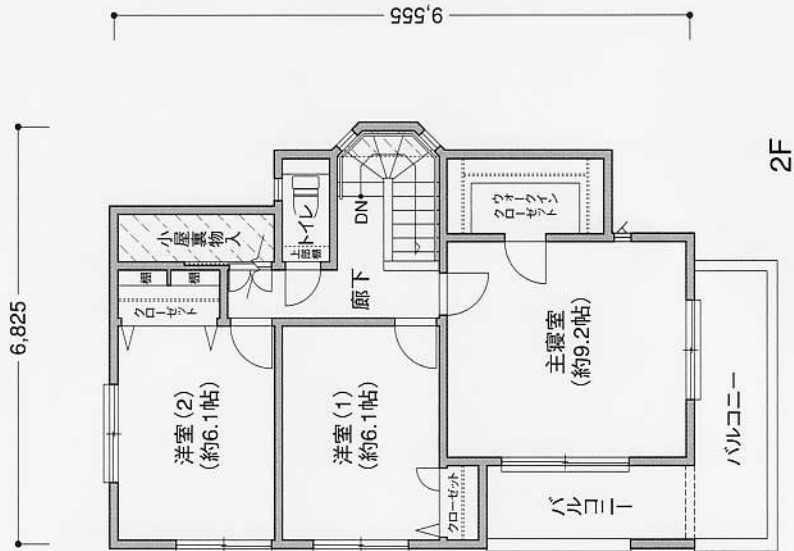 9,555
6,825
2F
小屋裏物入
トイレ
上部棚
DN
ウォークイン
クローゼット
棚
棚
クローゼット
廊下
洋室(2)
(約6.1帖)
洋室(1)
(約6.1帖)
主寝室
(約9.2帖)
クローゼット
バルコニー
バルコニー